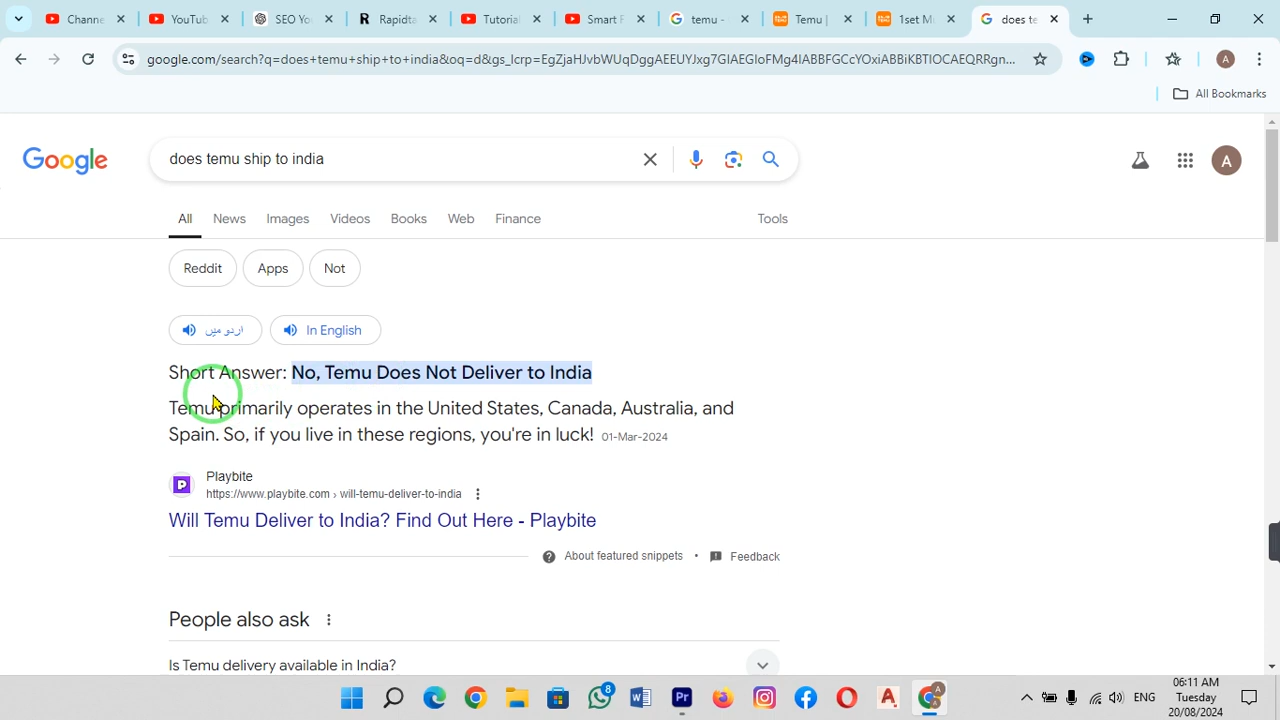 Channe
YouTub
SEO Yo
Rapidta
Tutorial
Smart F
temu -
Temu |
1set Mu
does te
google.com/search?q=does+temu+ship+to+india&oq=d&gs_lcrp=EgZjaHJvbWUqDggAEEUYJxg7GIAEGIoFMg4IABBFGCcYOxiABBiKBTIOCAEQRRgn...
A
All Bookmarks
Google
does temu ship to india
A
All
News
Images
Videos
Books
Web
Finance
Tools
Reddit
Apps
Not
اردو میں
In English
Short Answer: No, Temu Does Not Deliver to India
Temu primarily operates in the United States, Canada, Australia, and
Spain. So, if you live in these regions, you're in luck! 01-Mar-2024
Playbite
https://www.playbite.com › will-temu-deliver-to-india
Will Temu Deliver to India? Find Out Here - Playbite
About featured snippets
•
Feedback
People also ask
Is Temu delivery available in India?
8
Pr
A
ENG
06:11 AM
Tuesday
20/08/2024